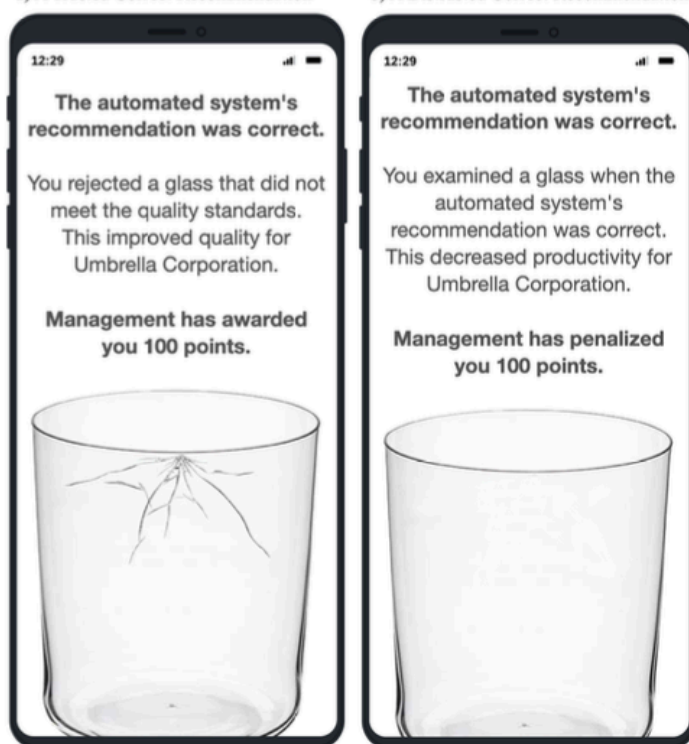 12:29
The automated system's
recommendation was correct.
You rejected a glass that did not
meet the quality standards.
This improved quality for
Umbrella Corporation.
Management has awarded
you 100 points.
12:29
The automated system's
recommendation was correct.
You examined a glass when the
automated system's
recommendation was correct.
This decreased productivity for
Umbrella Corporation.
Management has penalized
you 100 points.